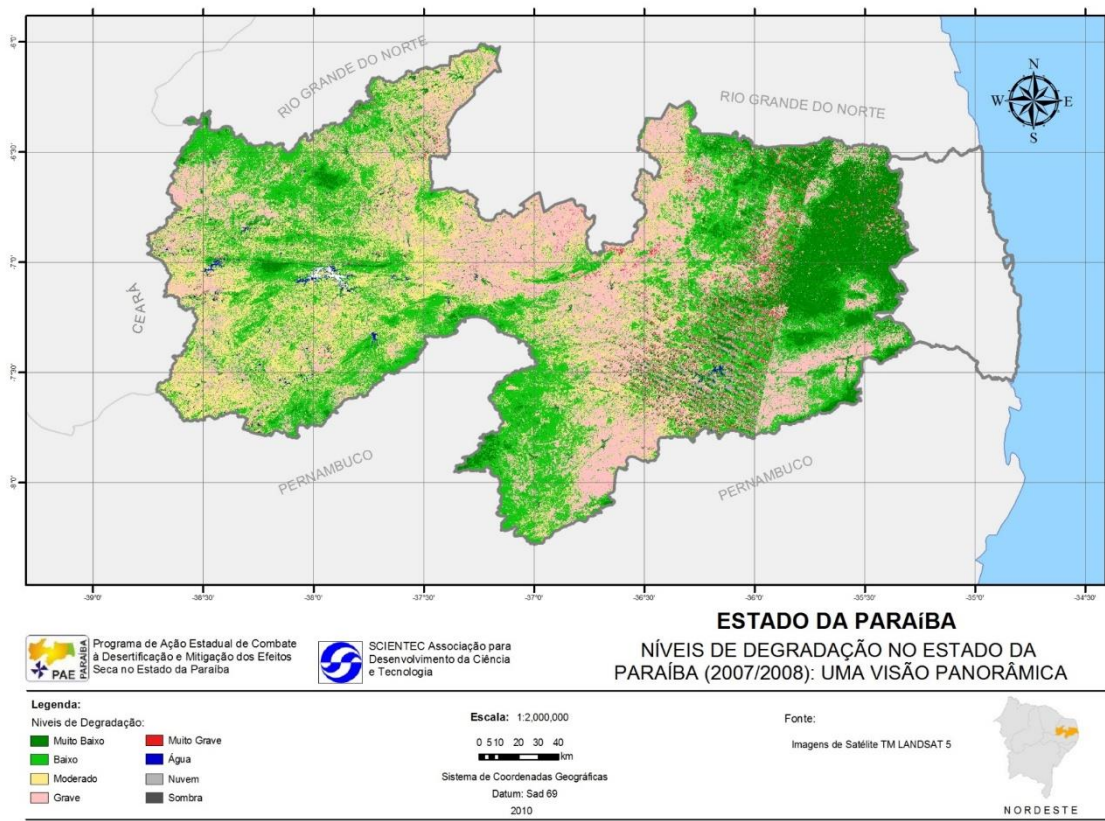 RIO GRANDE DO NORTE
RIO GRANDE DO NORTE
N
W
E
S
CEARÁ
PERNAMBUCO
PERNAMBUCO
-6°0'
-6°30'
-7°0'
-7°30'
-8°0'
-39°0'
-38°30'
-38°0'
-37°30'
-37°0'
-36°30'
-36°0'
-35°30'
-35°0'
-34°30'
ESTADO DA PARAíBA
NÍVEIS DE DEGRADAÇÃO NO ESTADO DA
PARAÍBA (2007/2008): UMA VISÃO PANORÂMICA
PAE
PARAÍBA
Programa de Ação Estadual de Combate
à Desertificação e Mitigação dos Efeitos
Seca no Estado da Paraíba
SCIENTEC Associação para
Desenvolvimento da Ciência
e Tecnologia
Legenda:
Níveis de Degradação:
Muito Baixo
Baixo
Moderado
Grave
Muito Grave
Água
Nuvem
Sombra
Escala: 1:2,000,000
0 5 10 20 30 40
km
Sistema de Coordenadas Geográficas
Datum: Sad 69
2010
Fonte:
Imagens de Satélite TM LANDSAT 5
NORDESTE